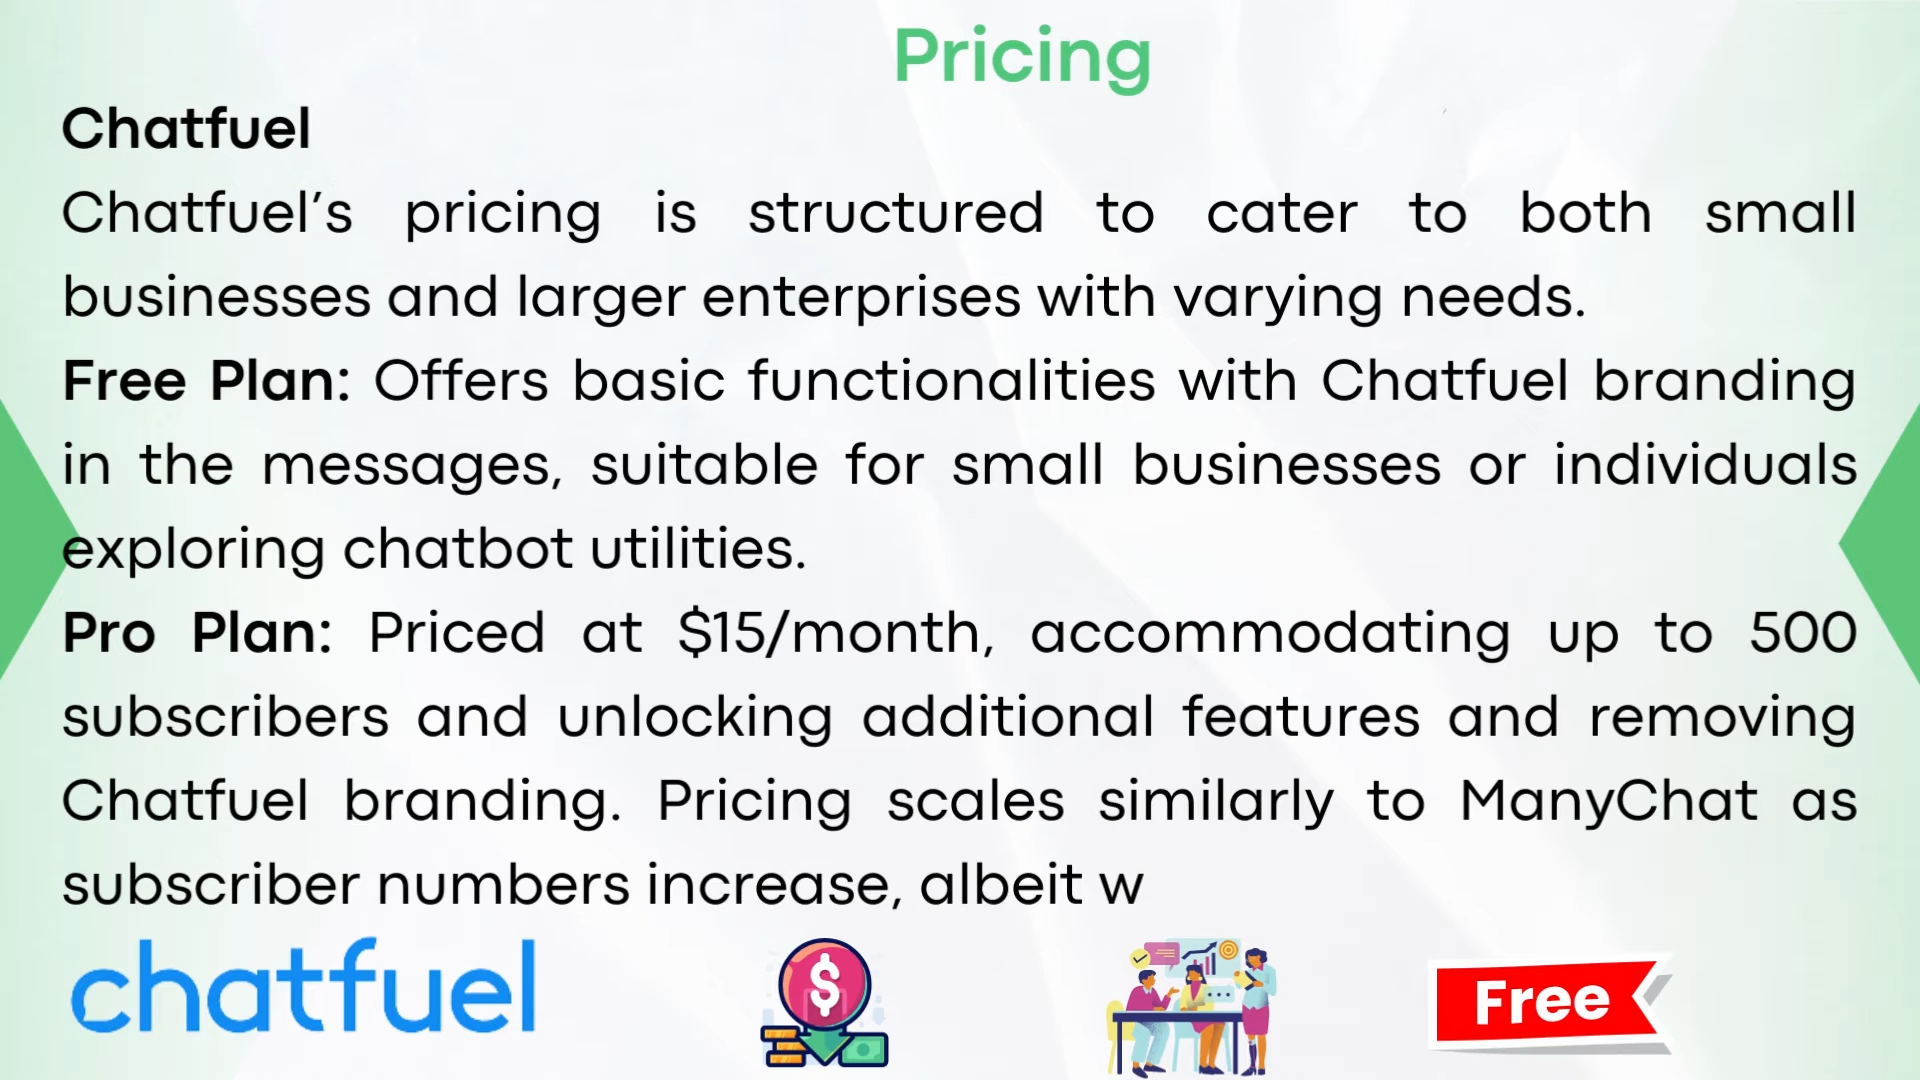 Pricing
Chatfuel
Chatfuel’s pricing is structured to cater to both small
businesses and larger enterprises with varying needs.
Free Plan: Offers basic functionalities with Chatfuel branding
in the messages, suitable for small businesses or individuals
exploring chatbot utilities.
Pro Plan: Priced at $15/month, accommodating up to 500
subscribers and unlocking additional features and removing
Chatfuel branding. Pricing scales similarly to ManyChat as
subscriber numbers increase, albeit w
chatfuel
$
Free